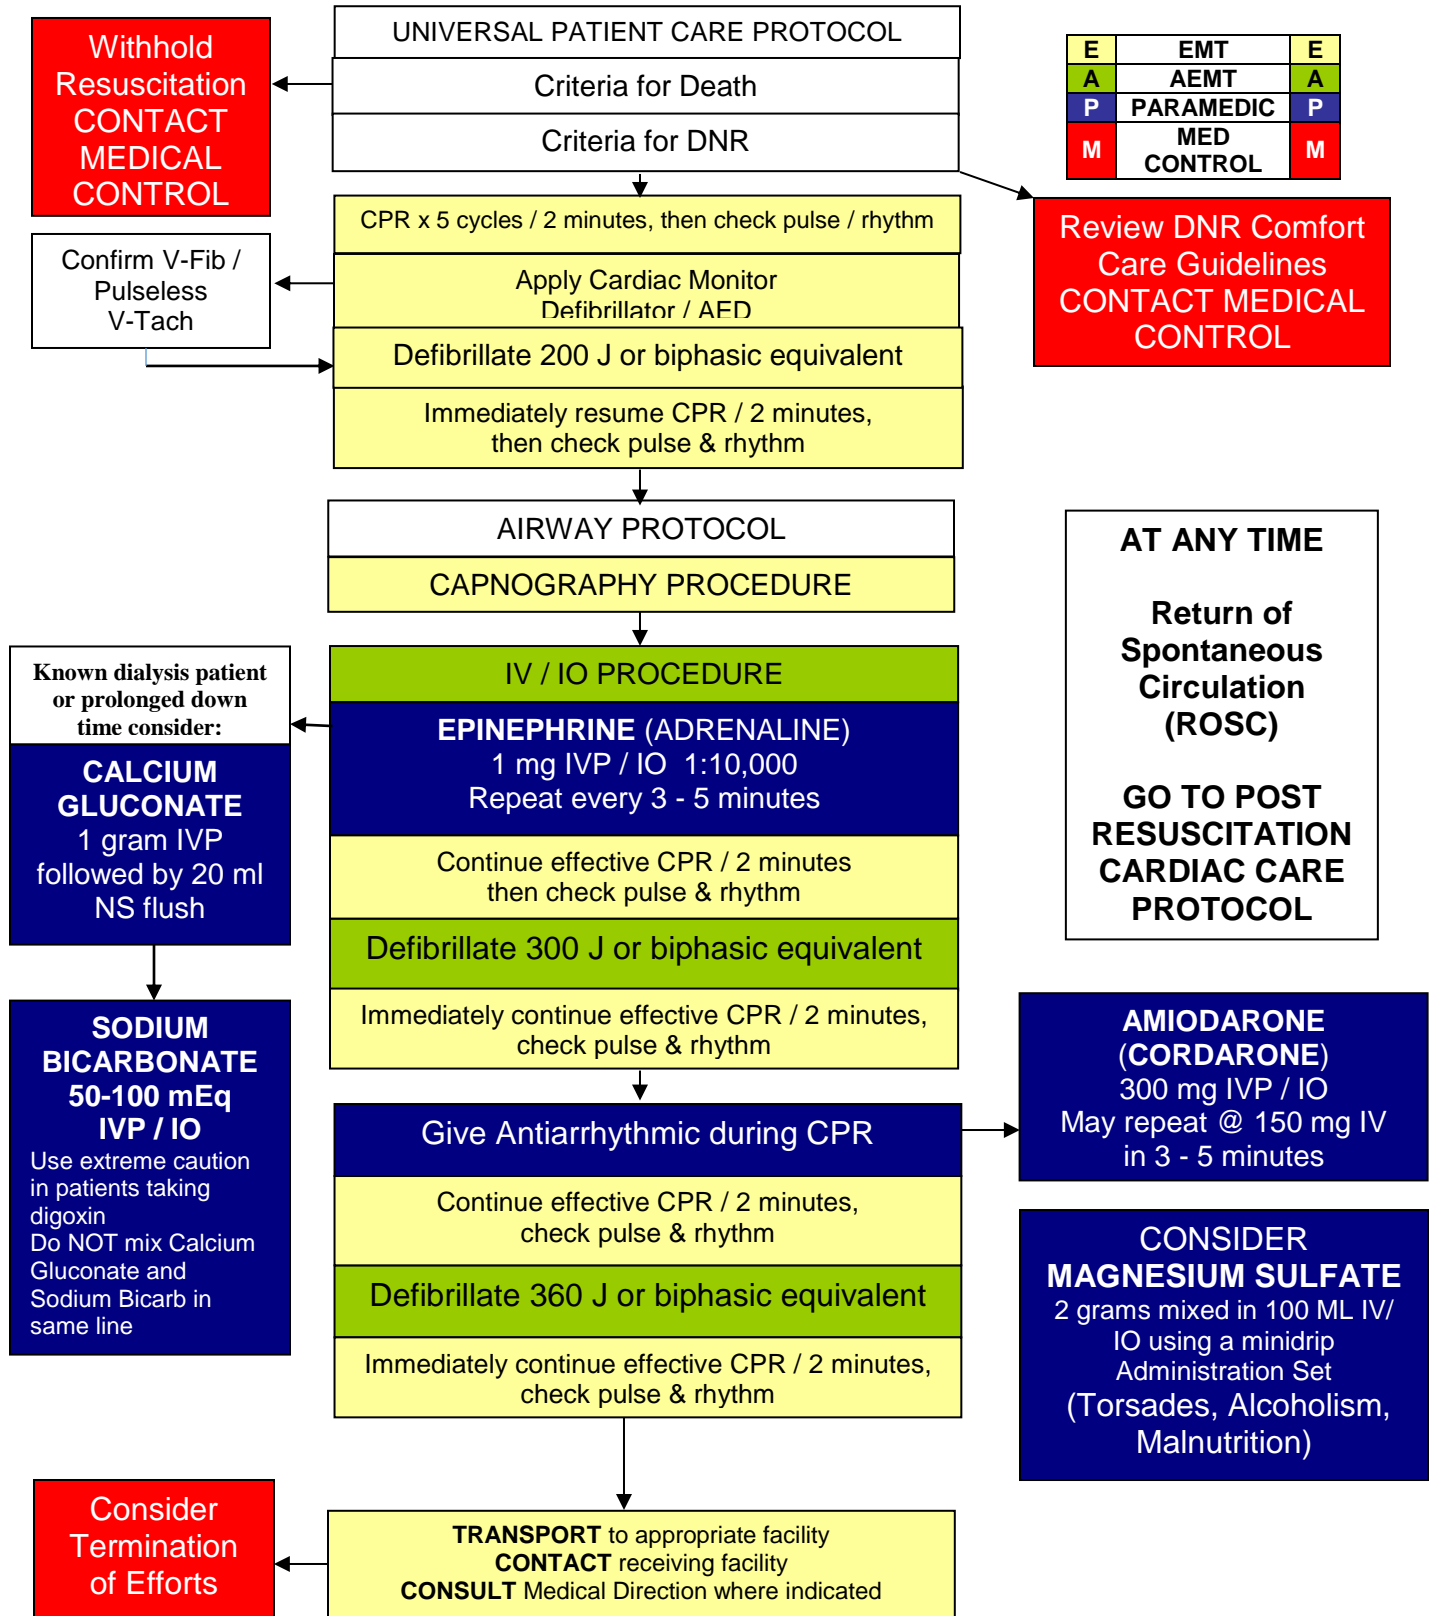 UNIVERSAL PATIENT CARE PROTOCOL
Criteria for Death
Criteria for DNR
Withhold
Resuscitation
CONTACT
MEDICAL
CONTROL
E EMT E
A AEMT A
P PARAMEDIC P
M MED CONTROL M
Review DNR Comfort
Care Guidelines
CONTACT MEDICAL
CONTROL
CPR x 5 cycles / 2 minutes, then check pulse / rhythm
Apply Cardiac Monitor
Defibrillator / AED
Confirm V-Fib /
Pulseless
V-Tach
Defibrillate 200 J or biphasic equivalent
Immediately resume CPR / 2 minutes,
then check pulse & rhythm
AIRWAY PROTOCOL
CAPNOGRAPHY PROCEDURE
AT ANY TIME
Return of
Spontaneous
Circulation
(ROSC)
GO TO POST
RESUSCITATION
CARDIAC CARE
PROTOCOL
IV / IO PROCEDURE
EPINEPHRINE (ADRENALINE)
1 mg IVP / IO 1:10,000
Repeat every 3 - 5 minutes
Known dialysis patient
or prolonged down
time consider:
CALCIUM
GLUCONATE
1 gram IVP
followed by 20 ml
NS flush
SODIUM
BICARBONATE
50-100 mEq
IVP / IO
Use extreme caution
in patients taking
digoxin
Do NOT mix Calcium
Gluconate and
Sodium Bicarb in
same line
Continue effective CPR / 2 minutes
then check pulse & rhythm
Defibrillate 300 J or biphasic equivalent
Immediately continue effective CPR / 2 minutes,
check pulse & rhythm
Give Antiarrhythmic during CPR
AMIODARONE
(CORDARONE)
300 mg IVP / IO
May repeat @ 150 mg IV
in 3 - 5 minutes
CONSIDER
MAGNESIUM SULFATE
2 grams mixed in 100 ML IV/
IO using a minidrip
Administration Set
(Torsades, Alcoholism,
Malnutrition)
Continue effective CPR / 2 minutes,
check pulse & rhythm
Defibrillate 360 J or biphasic equivalent
Immediately continue effective CPR / 2 minutes,
check pulse & rhythm
TRANSPORT to appropriate facility
CONTACT receiving facility
CONSULT Medical Direction where indicated
Consider
Termination
of Efforts